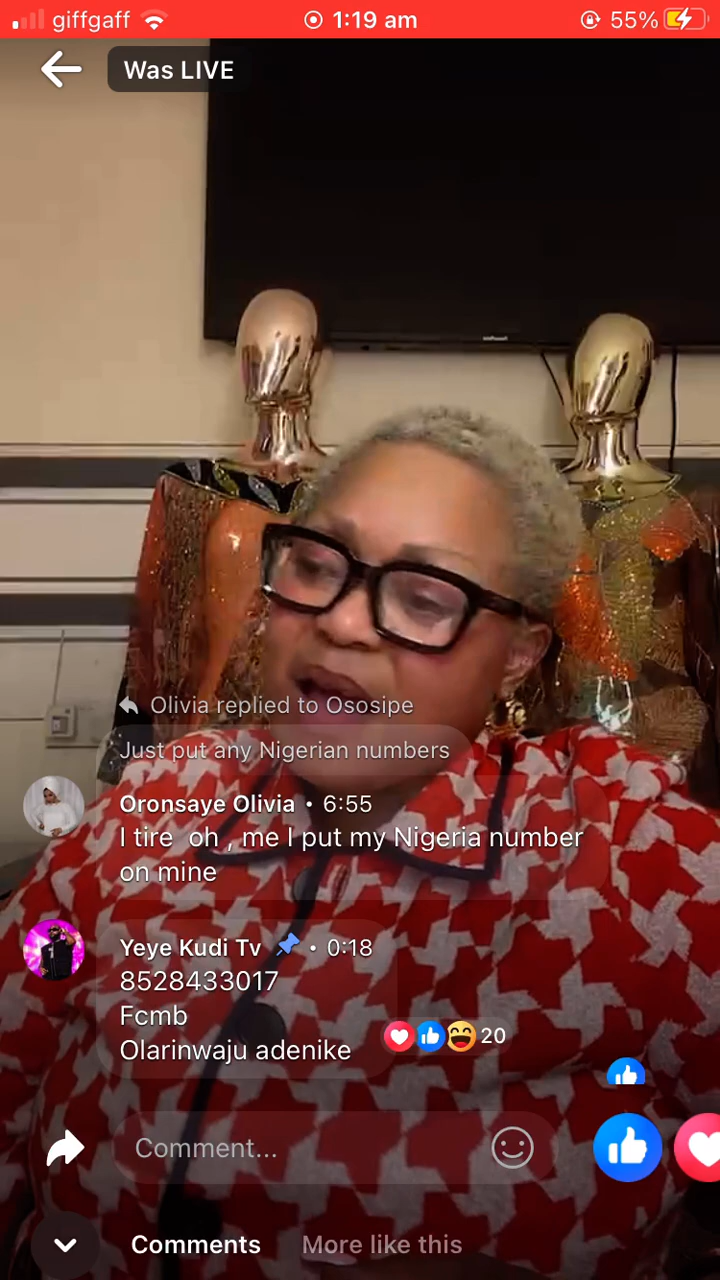 giffgaff
1:19 am
55%
Was LIVE
Olivia replied to Ososipe
Just put any Nigerian numbers
Oronsaye Olivia • 6:55
I tire oh , me I put my Nigeria number
on mine
Yeye Kudi Tv • 0:18
8528433017
Fcmb
Olarinwaju adenike
20
Comment...
Comments
More like this